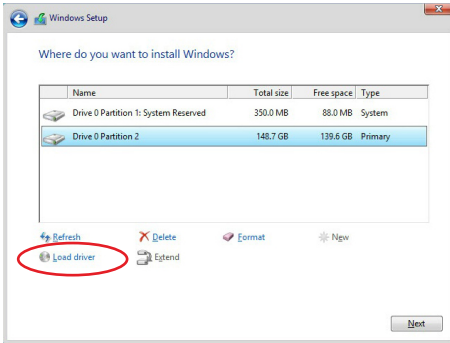 Windows Setup
Where do you want to install Windows?
Name Total size Free space Type
Drive 0 Partition 1: System Reserved 350.0 MB 88.0 MB System
Drive 0 Partition 2 148.7 GB 139.6 GB Primary
Refresh Delete Format New
Load driver Extend
Next